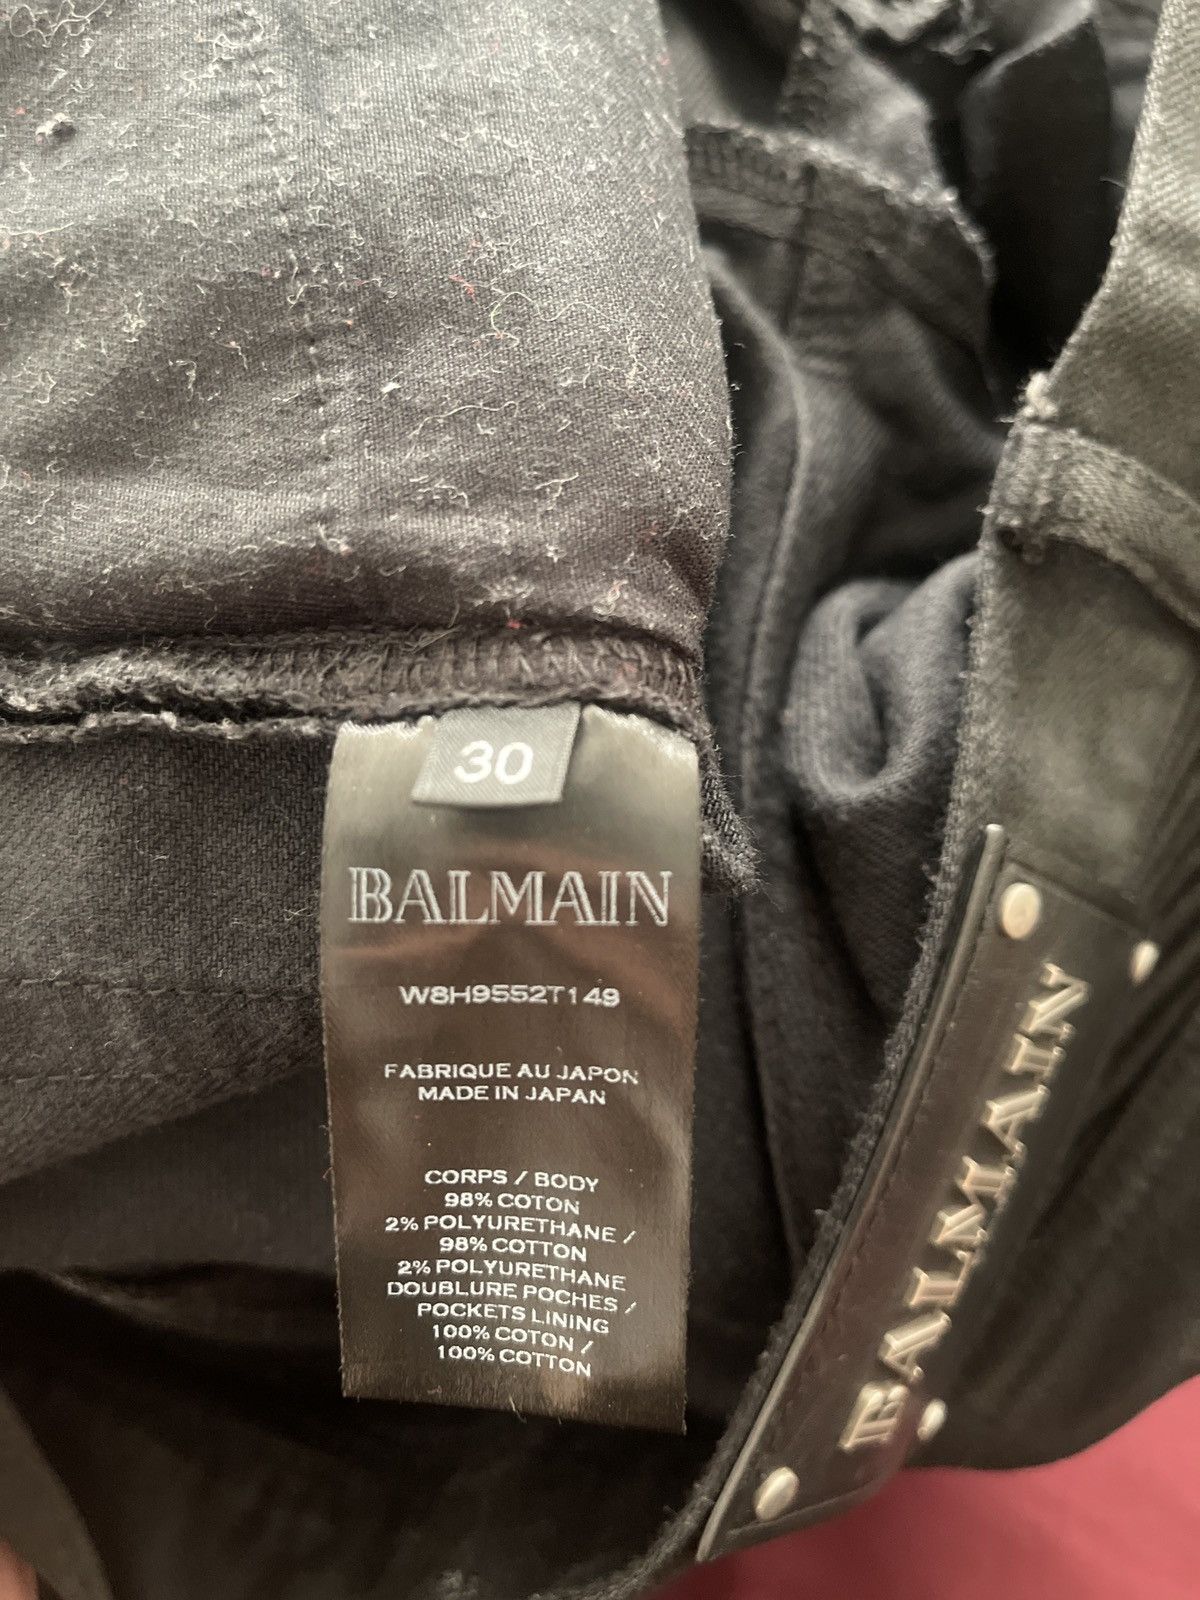 30
BALMAIN
W8H9552T149
FABRIQUE AU JAPON
MADE IN JAPAN
CORPS / BODY
98% COTON
2% POLYURETHANE /
98% COTTON
2% POLYURETHANE
DOUBLURE POCHES /
POCKETS LINING
100% COTON /
100% COTTON
BALMAIN